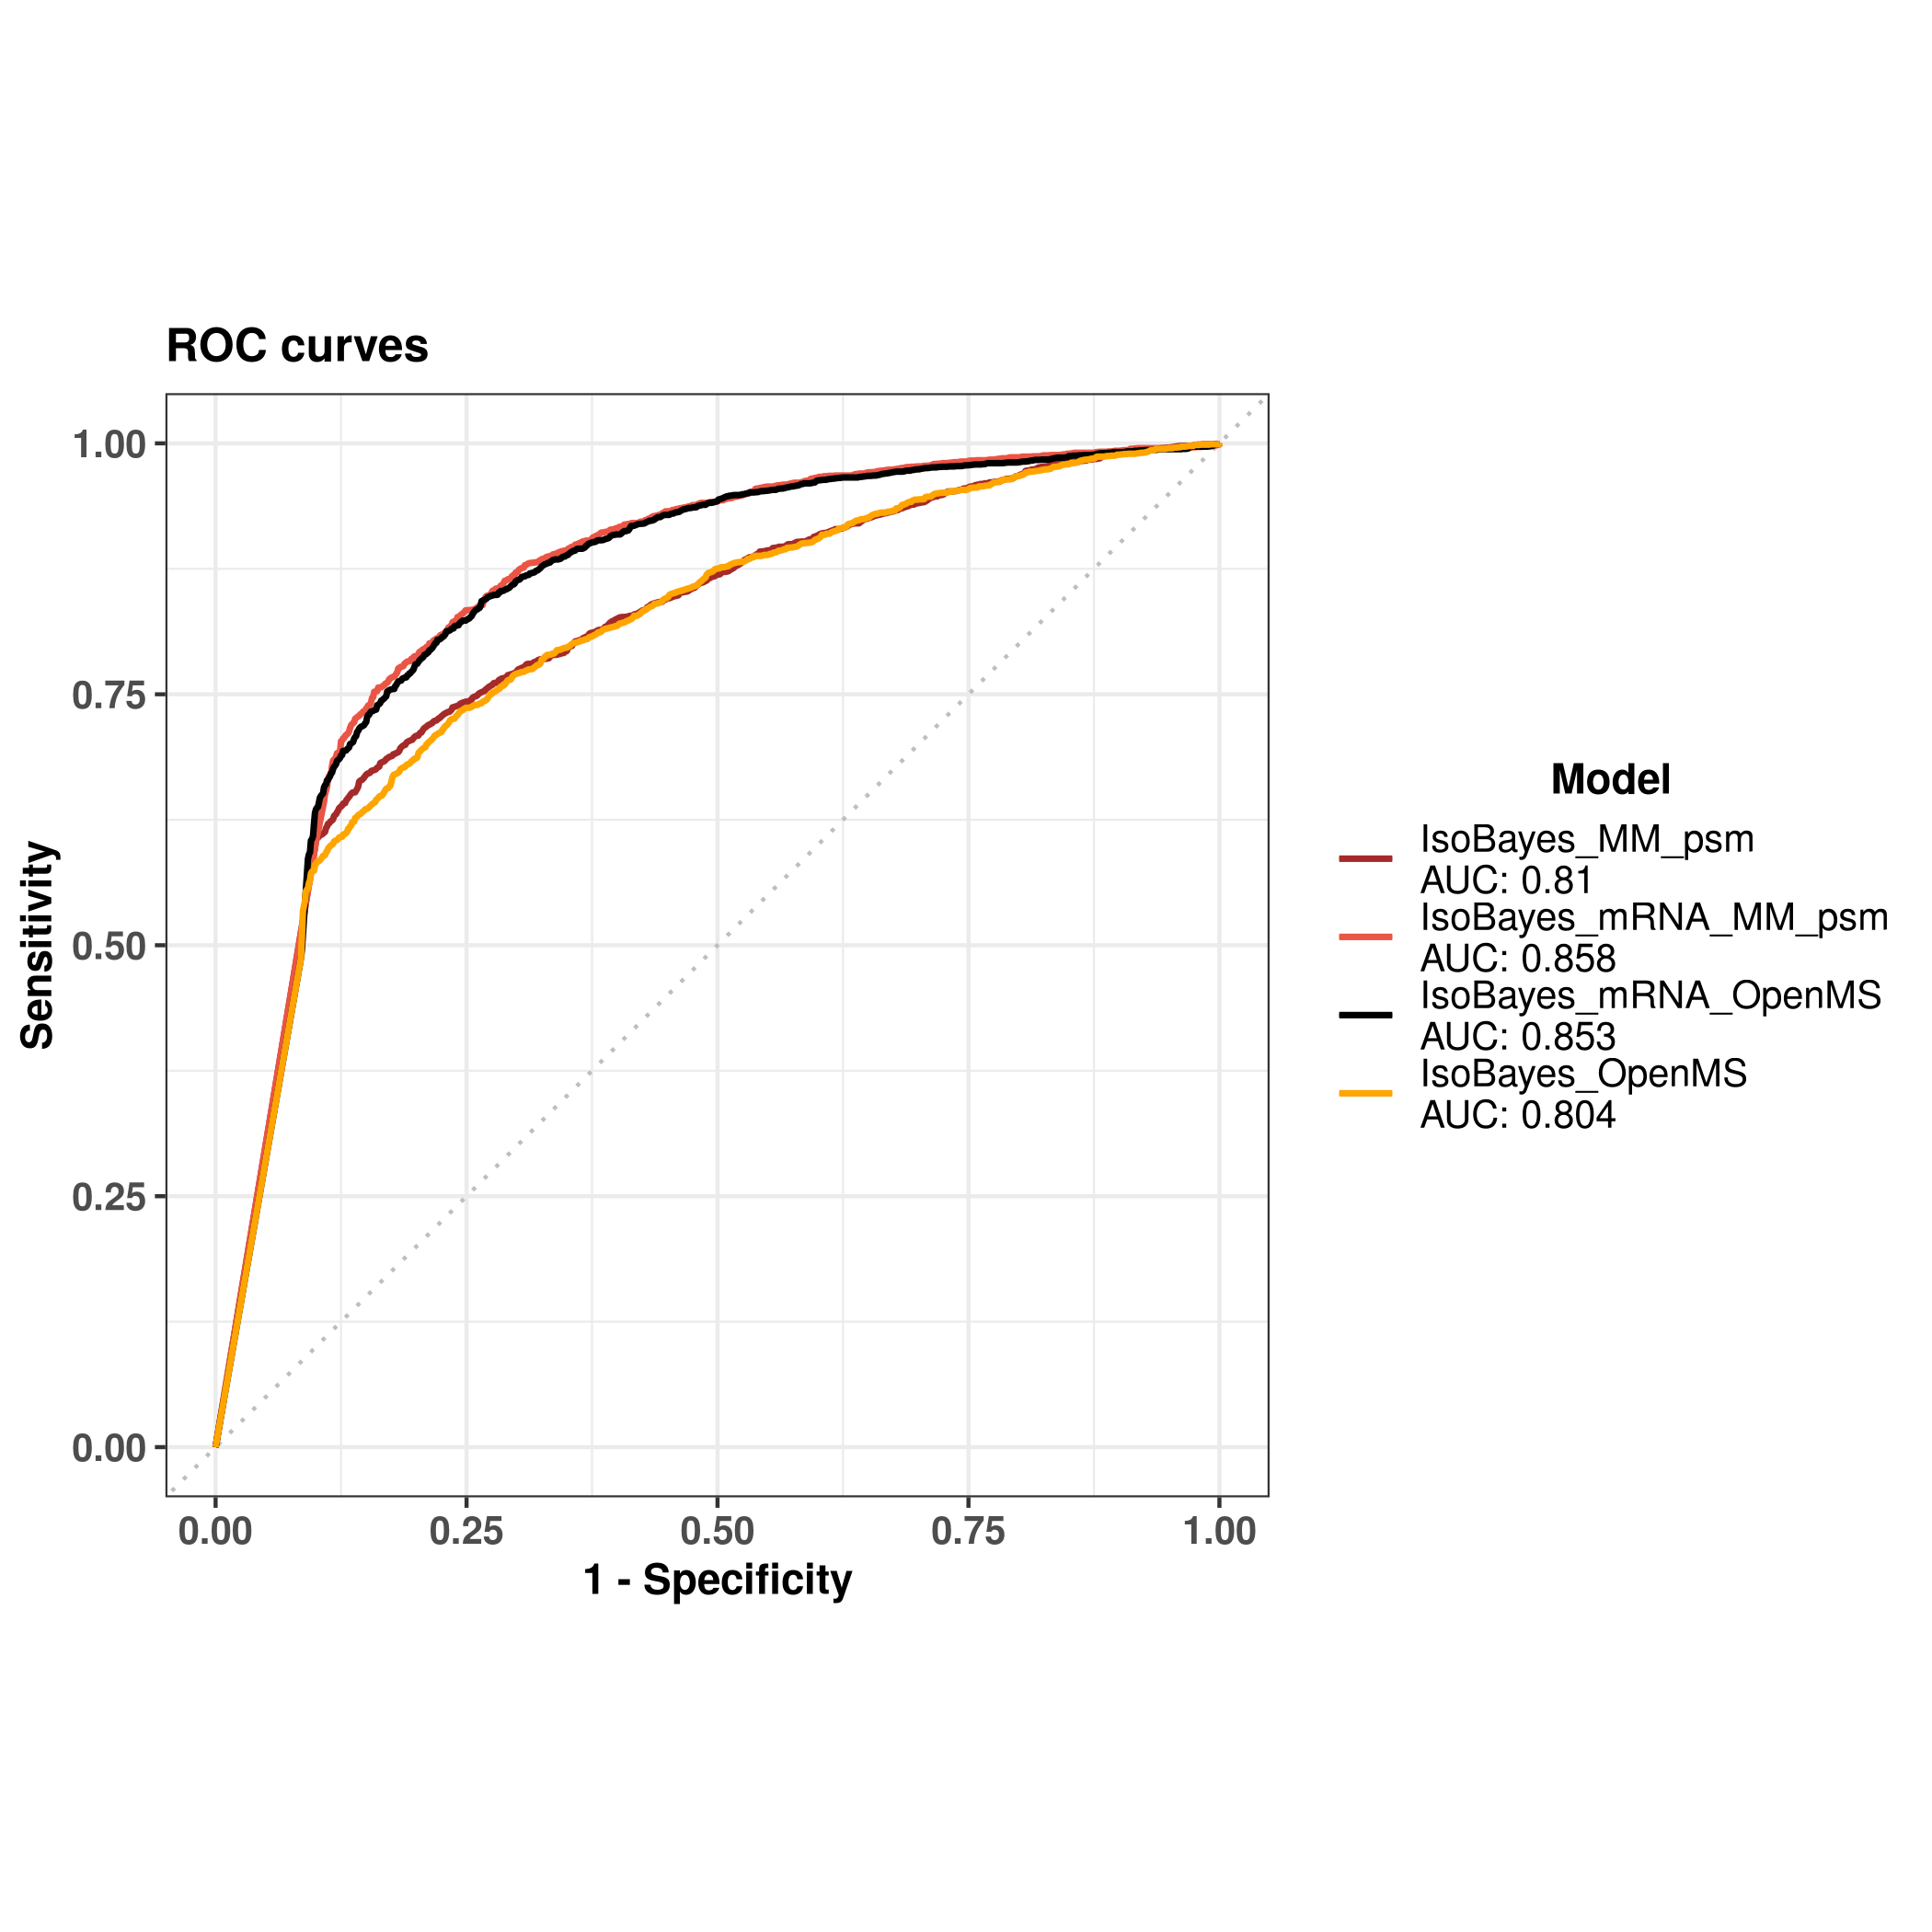 ROC curves
1.00
0.75
0.50
0.25
0.00
Sensitivity
0.00 0.25 0.50 0.75 1.00
1 - Specificity
Model
IsoBayes_MM_psm
AUC: 0.81
IsoBayes_mRNA_MM_psm
AUC: 0.858
IsoBayes_mRNA_OpenMS
AUC: 0.853
IsoBayes_OpenMS
AUC: 0.804